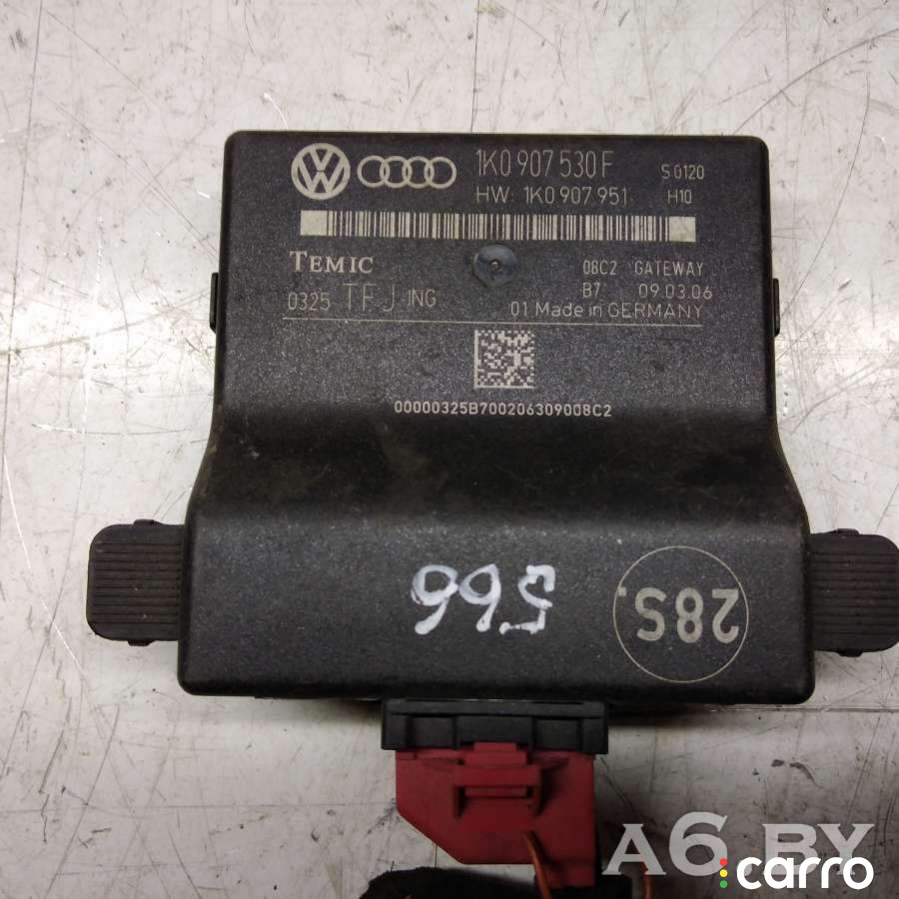 1K0 907 530 F S 0120
HW: 1K0 907 951 H10
TEMIC 08C2 GATEWAY
B7 09.03.06
0325 TFJ ING 01 Made in GERMANY
00000325B700206309008C2
566
28S.
A6 BY
carro